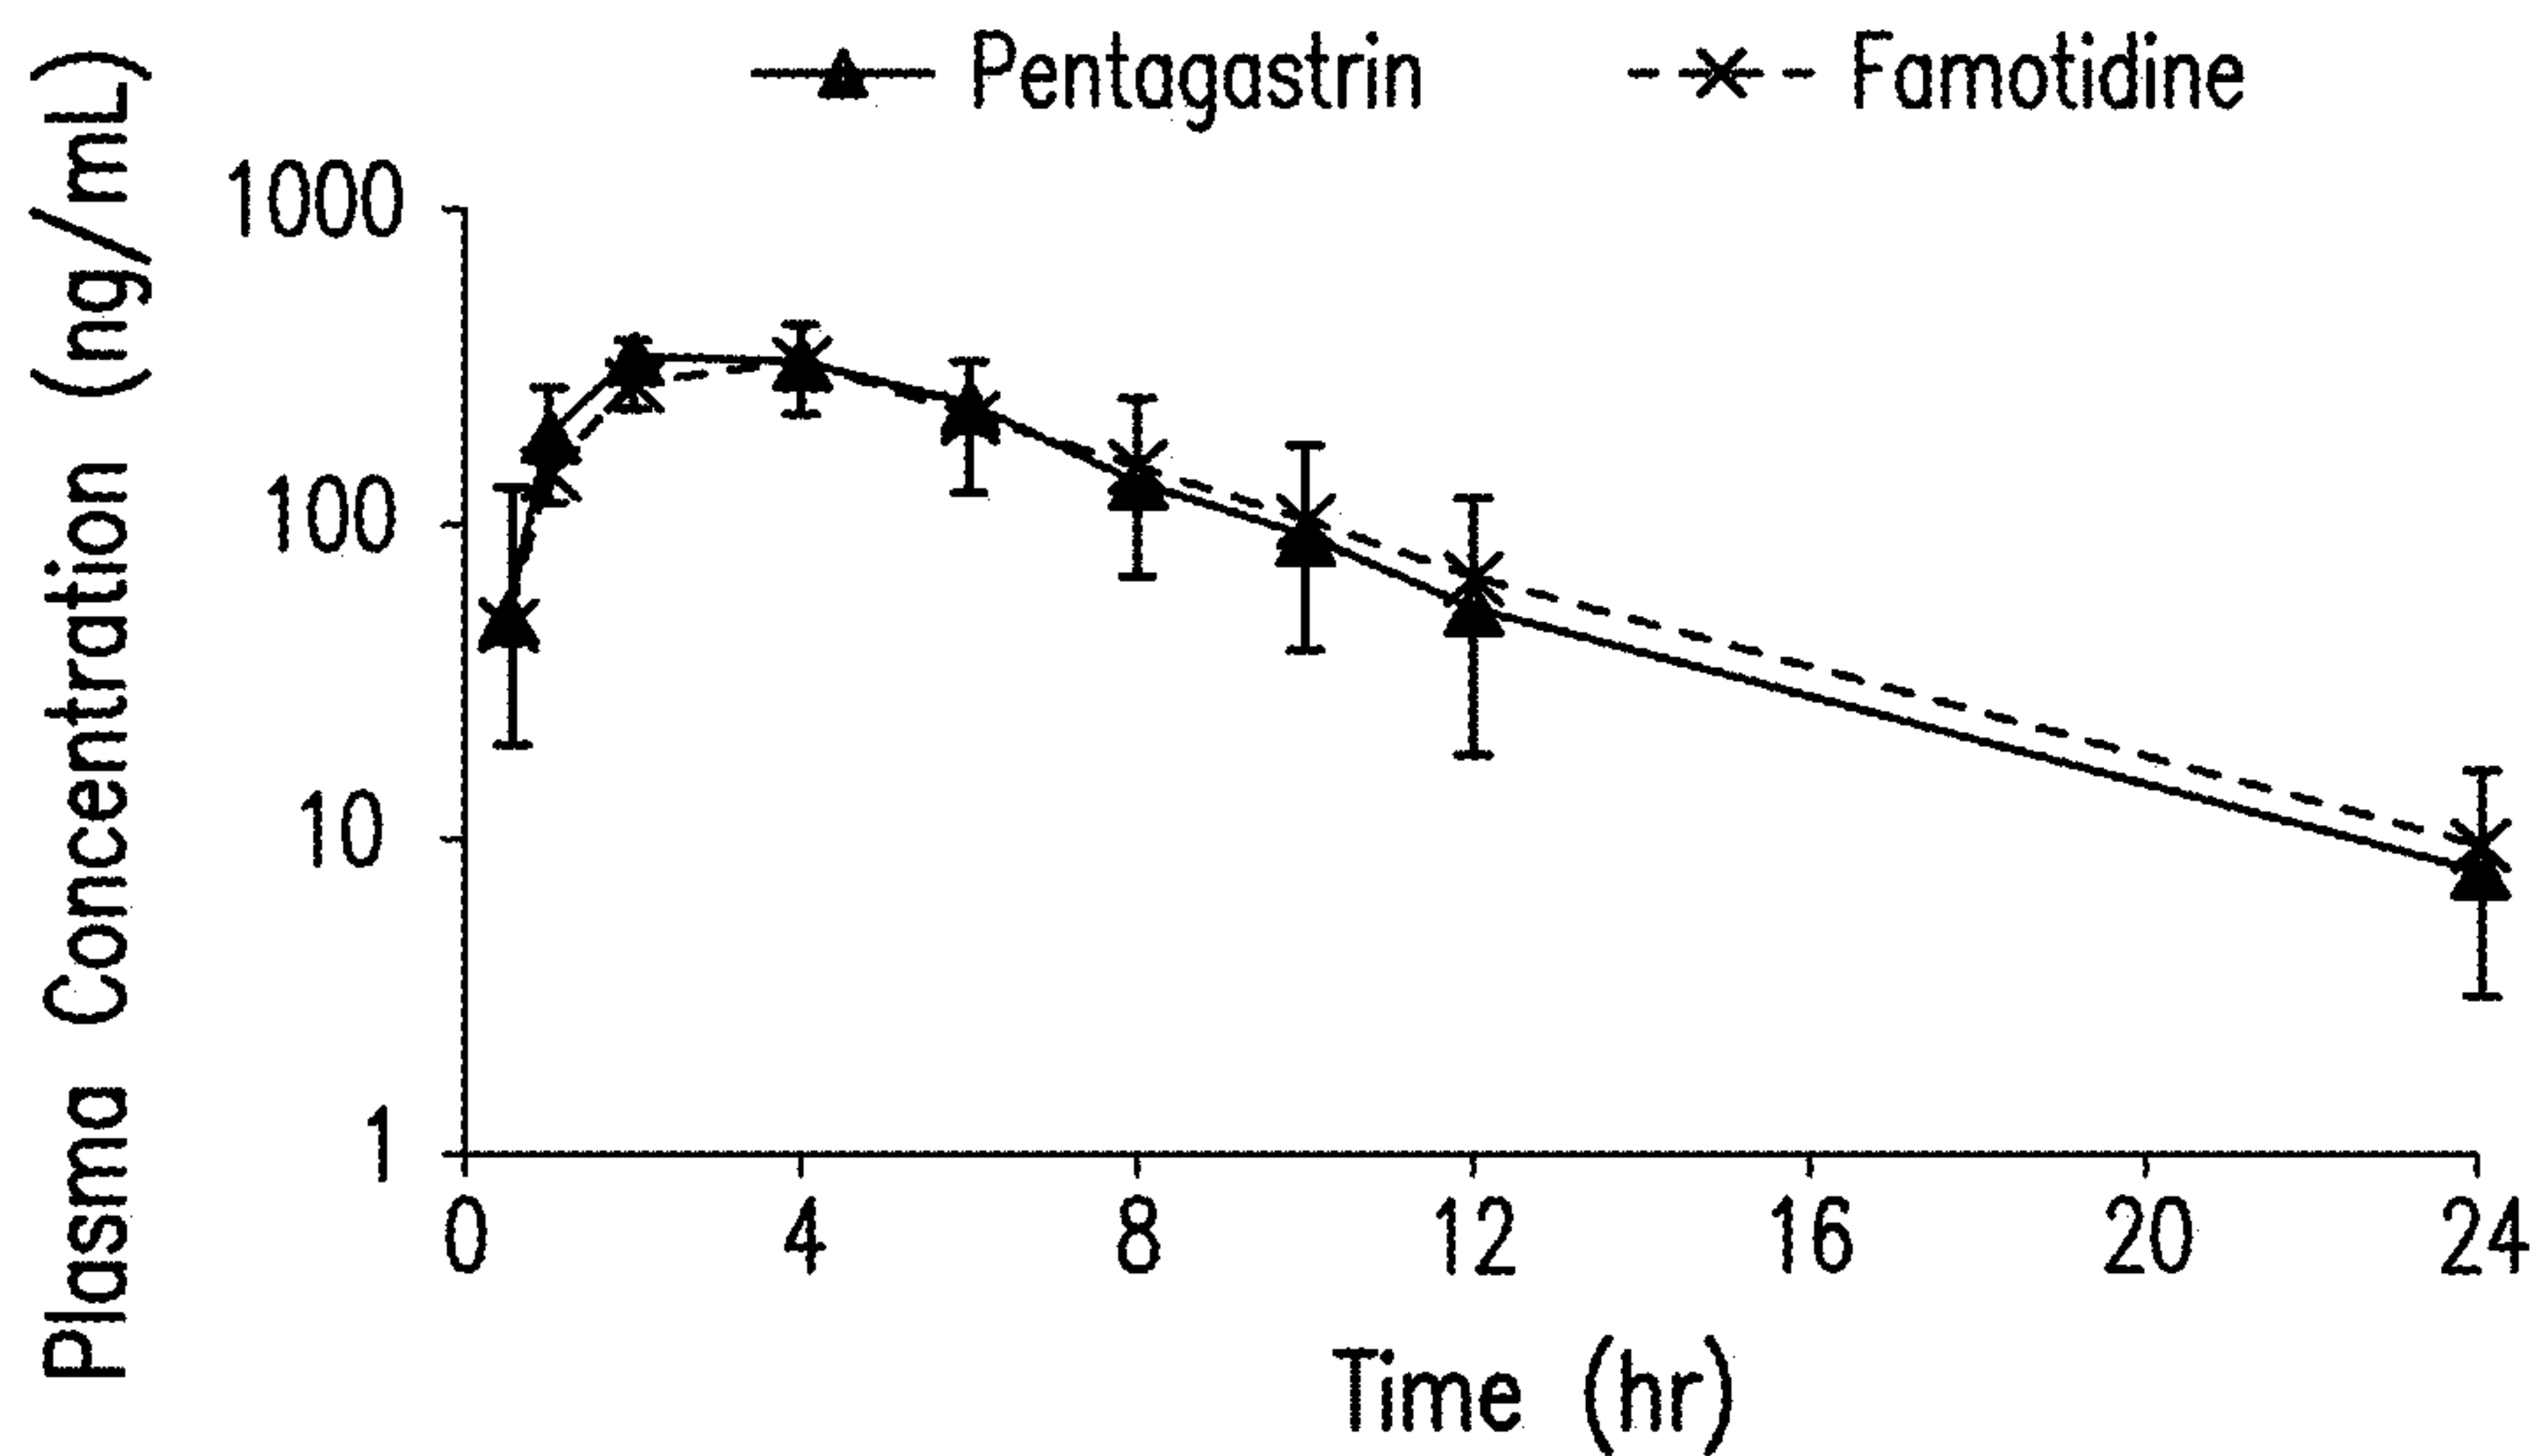 Pentagastrin Famotidine
Plasma Concentration (ng/mL)
1000
100
10
1
0 4 8 12 16 20 24
Time (hr)